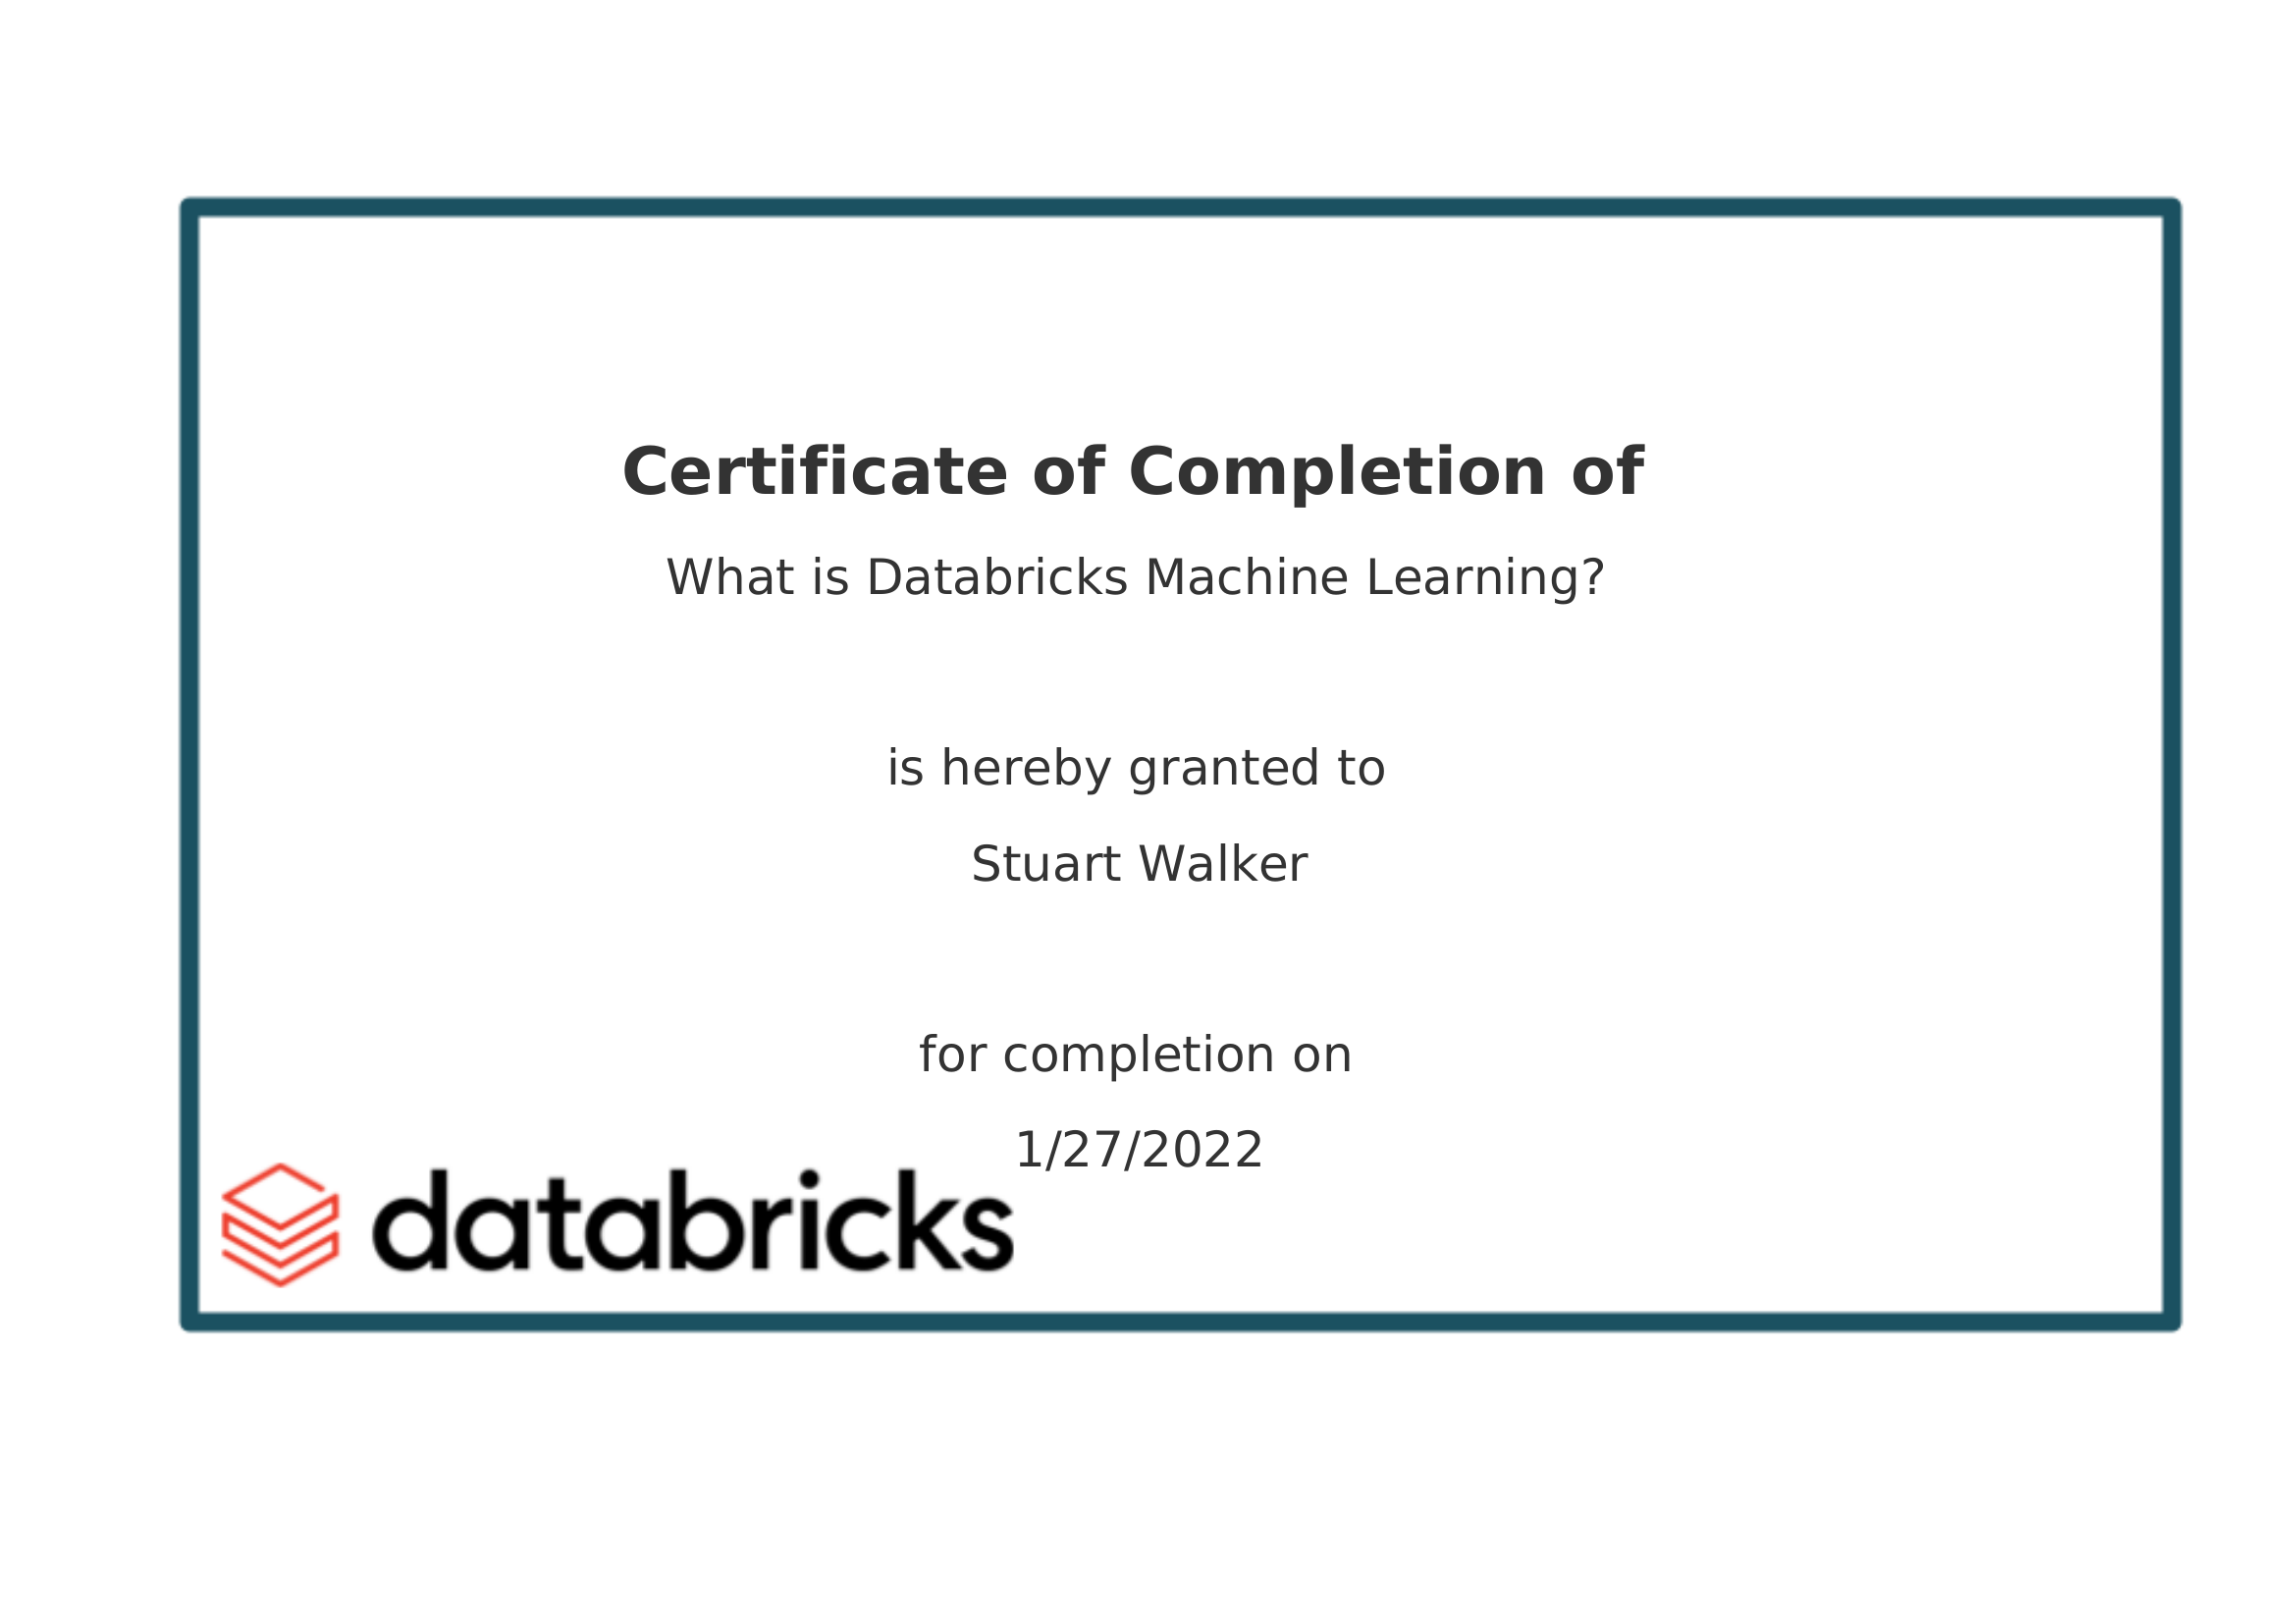 Certificate of Completion of
What is Databricks Machine Learning?
is hereby granted to
Stuart Walker
for completion on
1/27/2022
databricks